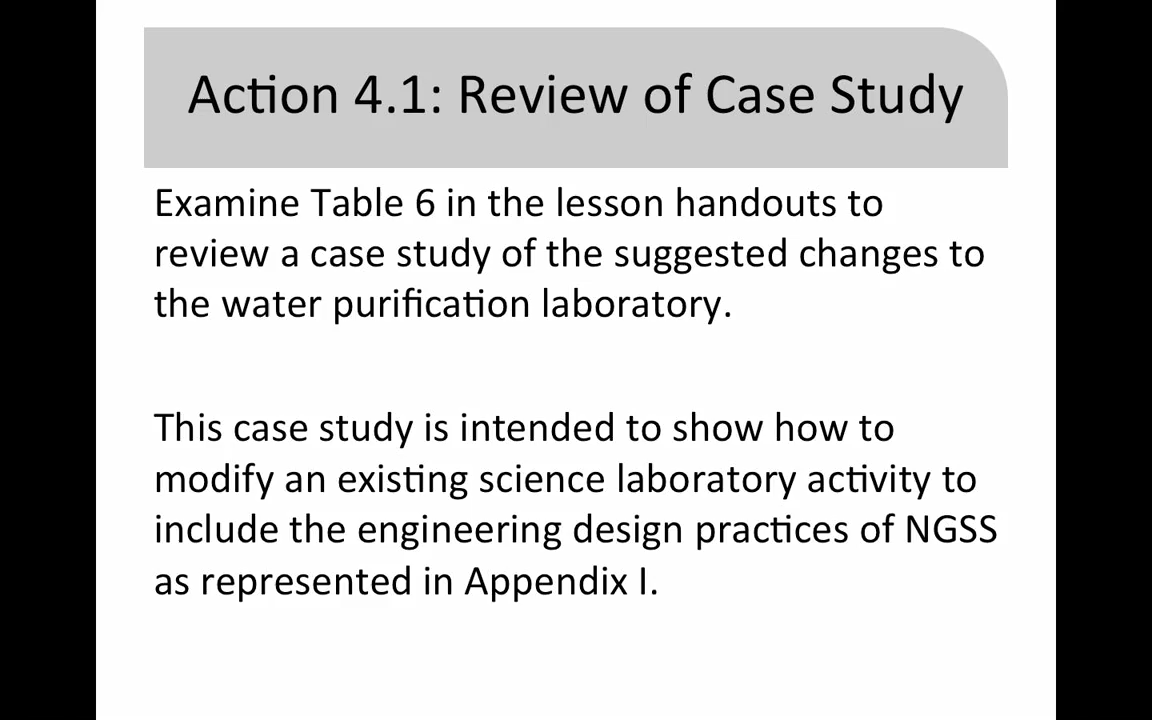 Action 4.1: Review of Case Study
Examine Table 6 in the lesson handouts to
review a case study of the suggested changes to
the water purification laboratory.
This case study is intended to show how to
modify an existing science laboratory activity to
include the engineering design practices of NGSS
as represented in Appendix I.